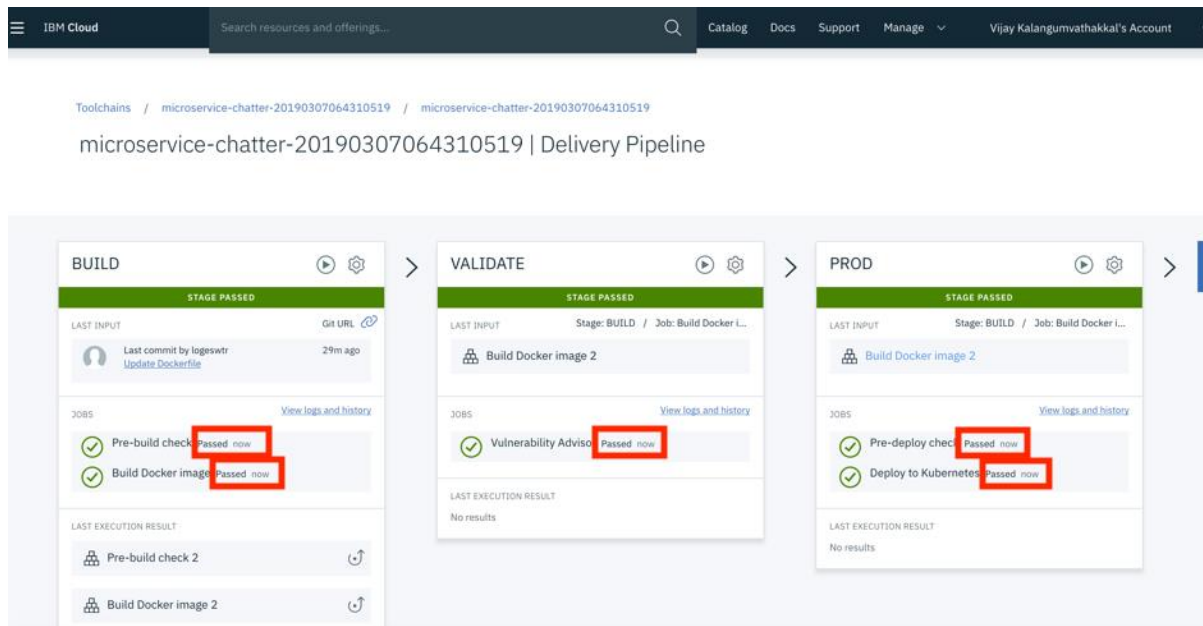 IBM Cloud
Search resources and offerings...
Catalog Docs Support Manage Vijay Kalangumvathakkal's Account
Toolchains / microservice-chatter-20190307064310519 / microservice-chatter-20190307064310519
microservice-chatter-20190307064310519 | Delivery Pipeline
BUILD
STAGE PASSED
LAST INPUT Git URL
Last commit by logeswtr 29m ago
Update Dockerfile
JOBS View logs and history
Pre-build check Passed now
Build Docker image Passed now
LAST EXECUTION RESULT
Pre-build check 2
Build Docker image 2
VALIDATE
STAGE PASSED
LAST INPUT Stage: BUILD / Job: Build Docker i...
Build Docker image 2
JOBS View logs and history
Vulnerability Advisor Passed now
LAST EXECUTION RESULT
No results
PROD
STAGE PASSED
LAST INPUT Stage: BUILD / Job: Build Docker i...
Build Docker image 2
JOBS View logs and history
Pre-deploy check Passed now
Deploy to Kubernetes Passed now
LAST EXECUTION RESULT
No results